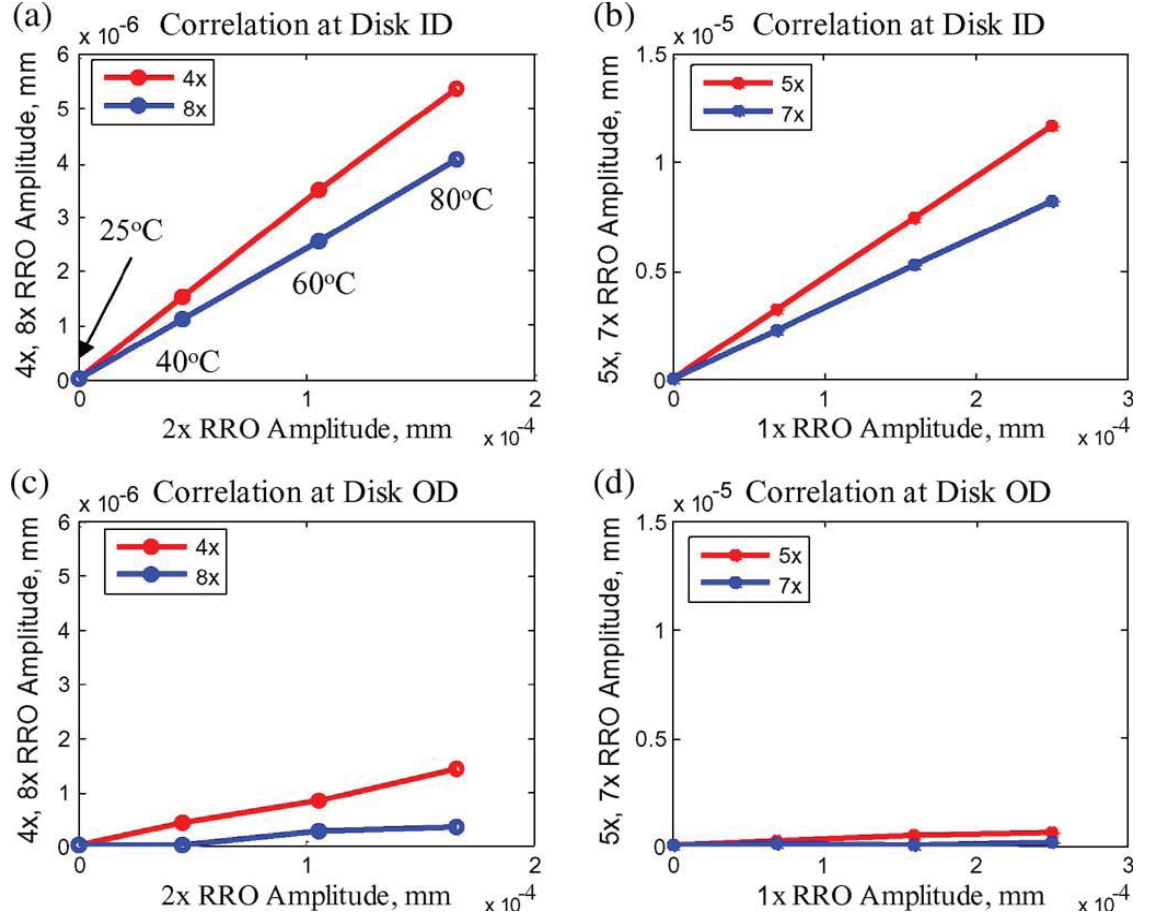 (a)
x 10-6
Correlation at Disk ID
4x, 8x RRO Amplitude, mm
6
5
4
3
2
1
0
4x
8x
25oC
40oC
60oC
80oC
0
1
2
2x RRO Amplitude, mm
x 10-4
(b)
x 10-5
Correlation at Disk ID
5x, 7x RRO Amplitude, mm
1.5
1
0.5
0
5x
7x
0
1
2
3
1x RRO Amplitude, mm
x 10-4
(c)
x 10-6
Correlation at Disk OD
4x, 8x RRO Amplitude, mm
6
5
4
3
2
1
0
4x
8x
0
1
2
2x RRO Amplitude, mm
x 10-4
(d)
x 10-5
Correlation at Disk OD
5x, 7x RRO Amplitude, mm
1.5
1
0.5
0
5x
7x
0
1
2
3
1x RRO Amplitude, mm
x 10-4